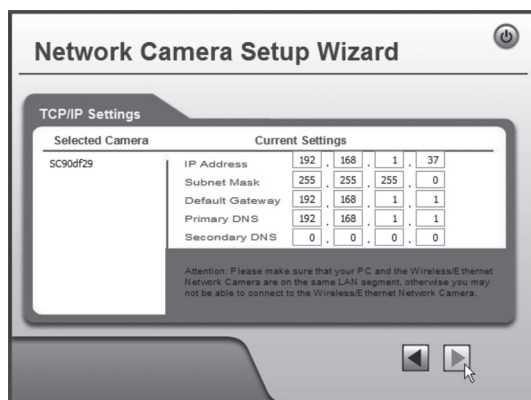 Network Camera Setup Wizard
TCP/IP Settings
Selected Camera
Current Settings
SC90df29
IP Address 192 . 168 . 1 . 37
Subnet Mask 255 . 255 . 255 . 0
Default Gateway 192 . 168 . 1 . 1
Primary DNS 192 . 168 . 1 . 1
Secondary DNS 0 . 0 . 0 . 0
Attention: Please make sure that your PC and the Wireless/Ethernet
Network Camera are on the same LAN segment, otherwise you may
not be able to connect to the Wireless/Ethernet Network Camera.